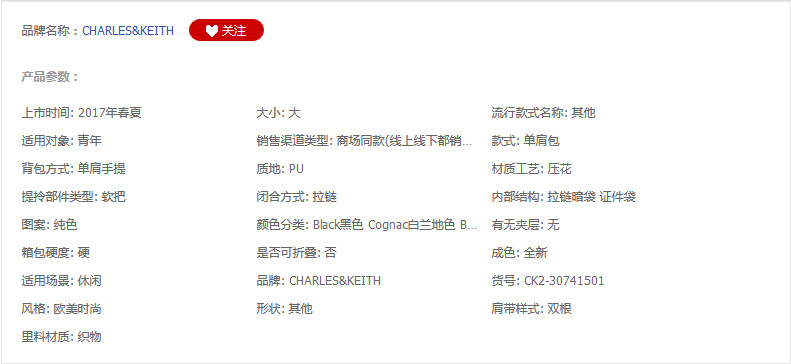 品牌名称：CHARLES&KEITH 关注
产品参数：
上市时间: 2017年春夏 大小: 大 流行款式名称: 其他
适用对象: 青年 销售渠道类型: 商场同款(线上线下都销... 款式: 单肩包
背包方式: 单肩手提 质地: PU 材质工艺: 压花
提拎部件类型: 软把 闭合方式: 拉链 内部结构: 拉链暗袋 证件袋
图案: 纯色 颜色分类: Black黑色 Cognac白兰地色 B... 有无夹层: 无
箱包硬度: 硬 是否可折叠: 否 成色: 全新
适用场景: 休闲 品牌: CHARLES&KEITH 货号: CK2-30741501
风格: 欧美时尚 形状: 其他 肩带样式: 双根
里料材质: 织物